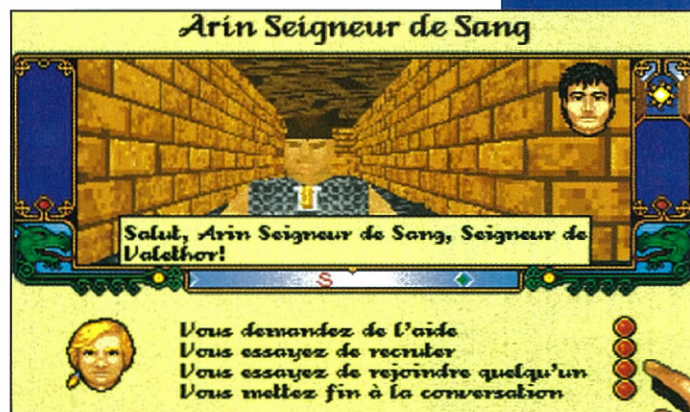 Arin Seigneur de Sang
Salut, Arin Seigneur de Sang, Seigneur de
Valethor!
S
Vous demandez de l'aide
Vous essayez de recruter
Vous essayez de rejoindre quelqu'un
Vous mettez fin à la conversation